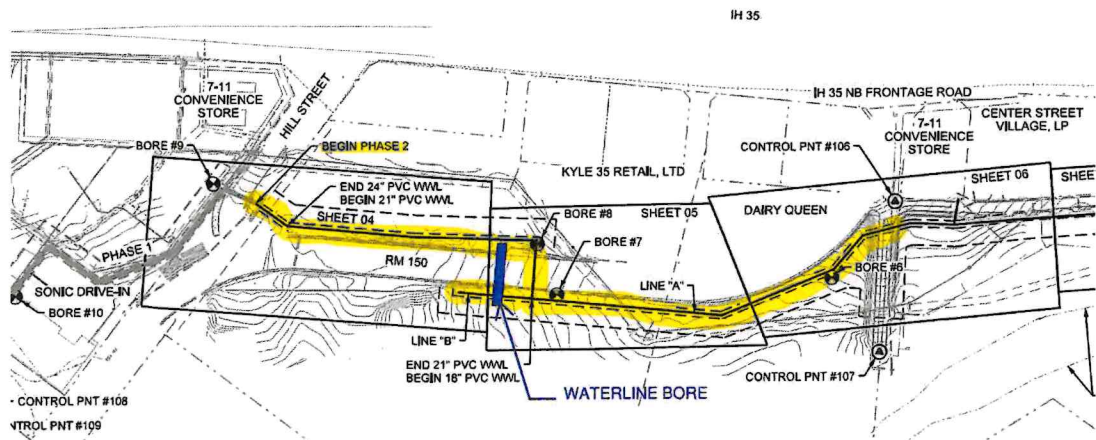 IH 35
7-11
CONVENIENCE
STORE
HILL STREET
IH 35 NB FRONTAGE ROAD
7-11
CONVENIENCE
STORE
CENTER STREET
VILLAGE, LP
BORE #9
BEGIN PHASE 2
CONTROL PNT #106
KYLE 35 RETAIL, LTD
SHEET 06
END 24" PVC WWL
BEGIN 21" PVC WWL
SHEET 04
BORE #8
SHEET 05
DAIRY QUEEN
PHASE 1
BORE #7
RM 150
BORE #6
SONIC DRIVE-IN
LINE "A"
BORE #10
LINE "B"
END 21" PVC WWL
BEGIN 18" PVC WWL
CONTROL PNT #107
WATERLINE BORE
CONTROL PNT #108
NTROL PNT #109